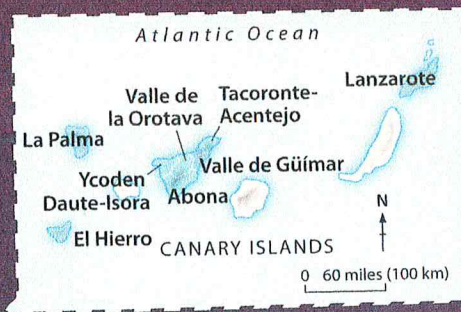 Atlantic Ocean
Lanzarote
Valle de
la Orotava
Tacoronte-
Acentejo
La Palma
Ycoden
Daute-Isora
Valle de Güímar
Abona
El Hierro
CANARY ISLANDS
N
0 60 miles (100 km)